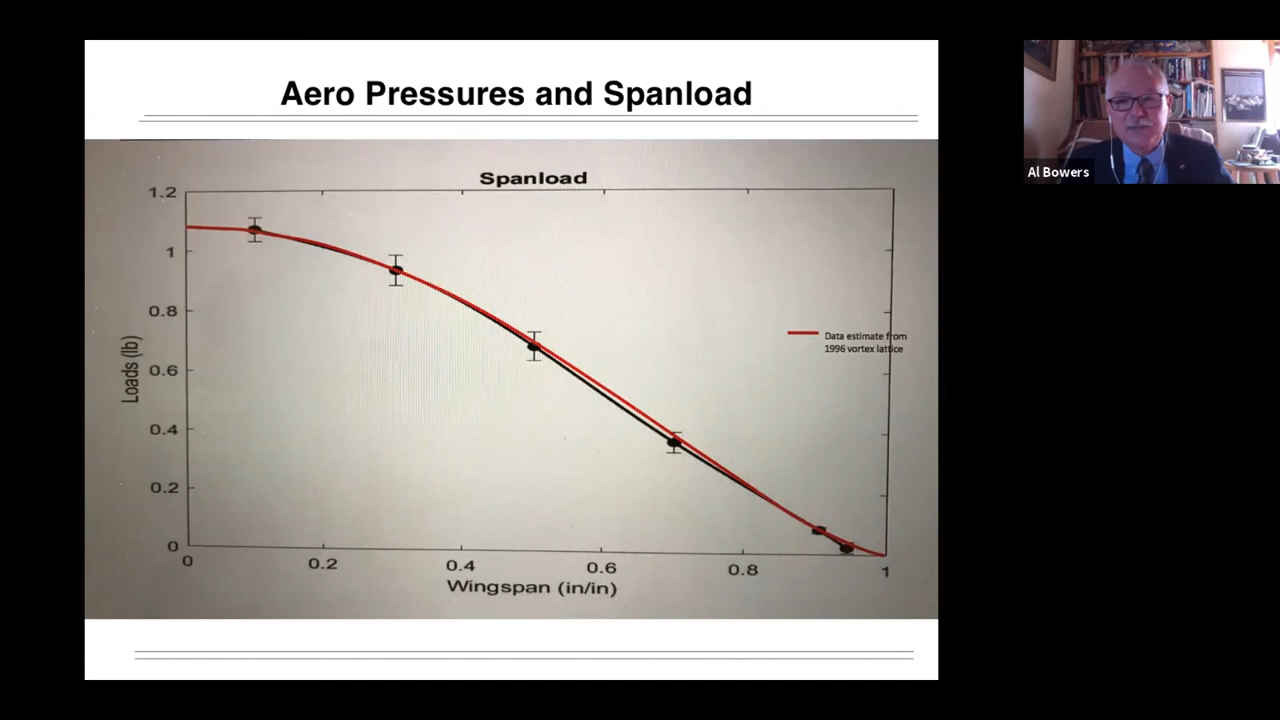 Aero Pressures and Spanload
Al Bowers
Spanload
1.2
1
0.8
0.6
0.4
0.2
0
Loads (lb)
Data estimate from
1996 vortex lattice
0
0.2
0.4
0.6
0.8
1
Wingspan (in/in)